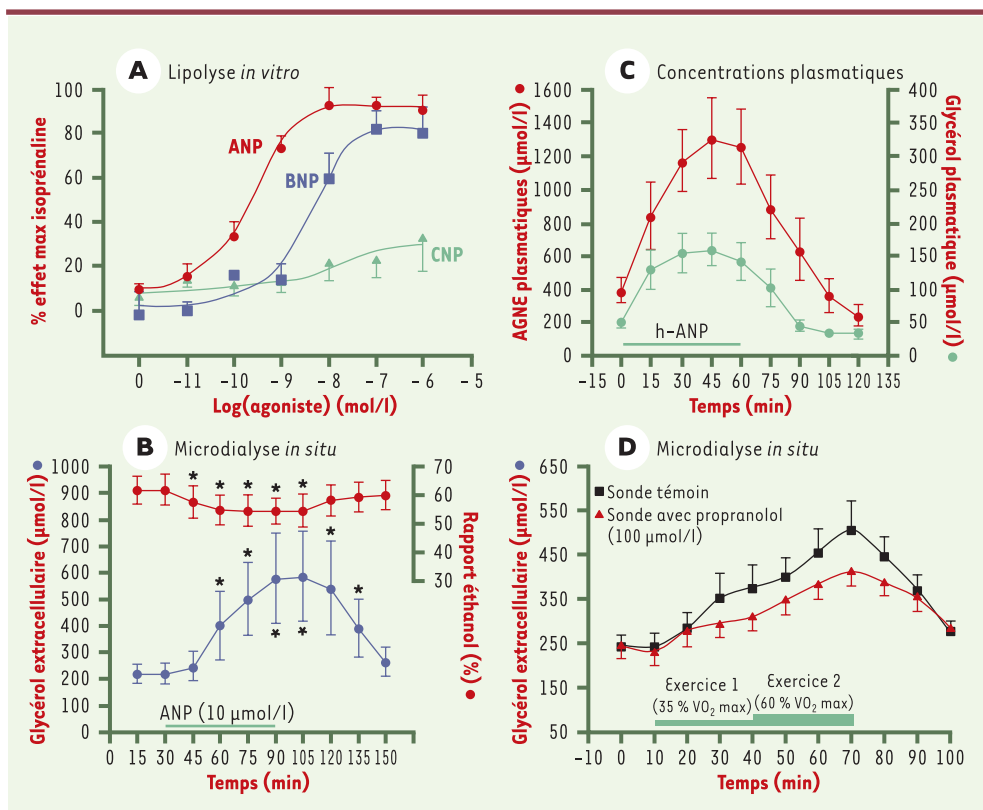 A Lipolyse in vitro
% effet max isoprénaline
100
80
60
40
20
0
ANP
BNP
CNP
0 -11 -10 -9 -8 -7 -6 -5
Log(agoniste) (mol/l)
C Concentrations plasmatiques
AGNE plasmatiques (µmol/l)
1600
1400
1200
1000
800
600
400
200
0
Glycérol plasmatique (µmol/l)
400
350
300
250
200
150
100
50
0
h-ANP
-15 0 15 30 45 60 75 90 105 120 135
Temps (min)
B Microdialyse in situ
Glycérol extracellulaire (µmol/l)
1000
900
800
700
600
500
400
300
200
100
0
Rapport éthanol (%)
70
60
50
40
30
* * * * *
* * *
* * *
ANP (10 µmol/l)
15 30 45 60 75 90 105 120 135 150
Temps (min)
D Microdialyse in situ
Glycérol extracellulaire (µmol/l)
650
550
450
350
250
150
50
Sonde témoin
Sonde avec propranolol
(100 µmol/l)
Exercice 1
(35 % VO2 max)
Exercice 2
(60 % VO2 max)
-10 0 10 20 30 40 50 60 70 80 90 100
Temps (min)